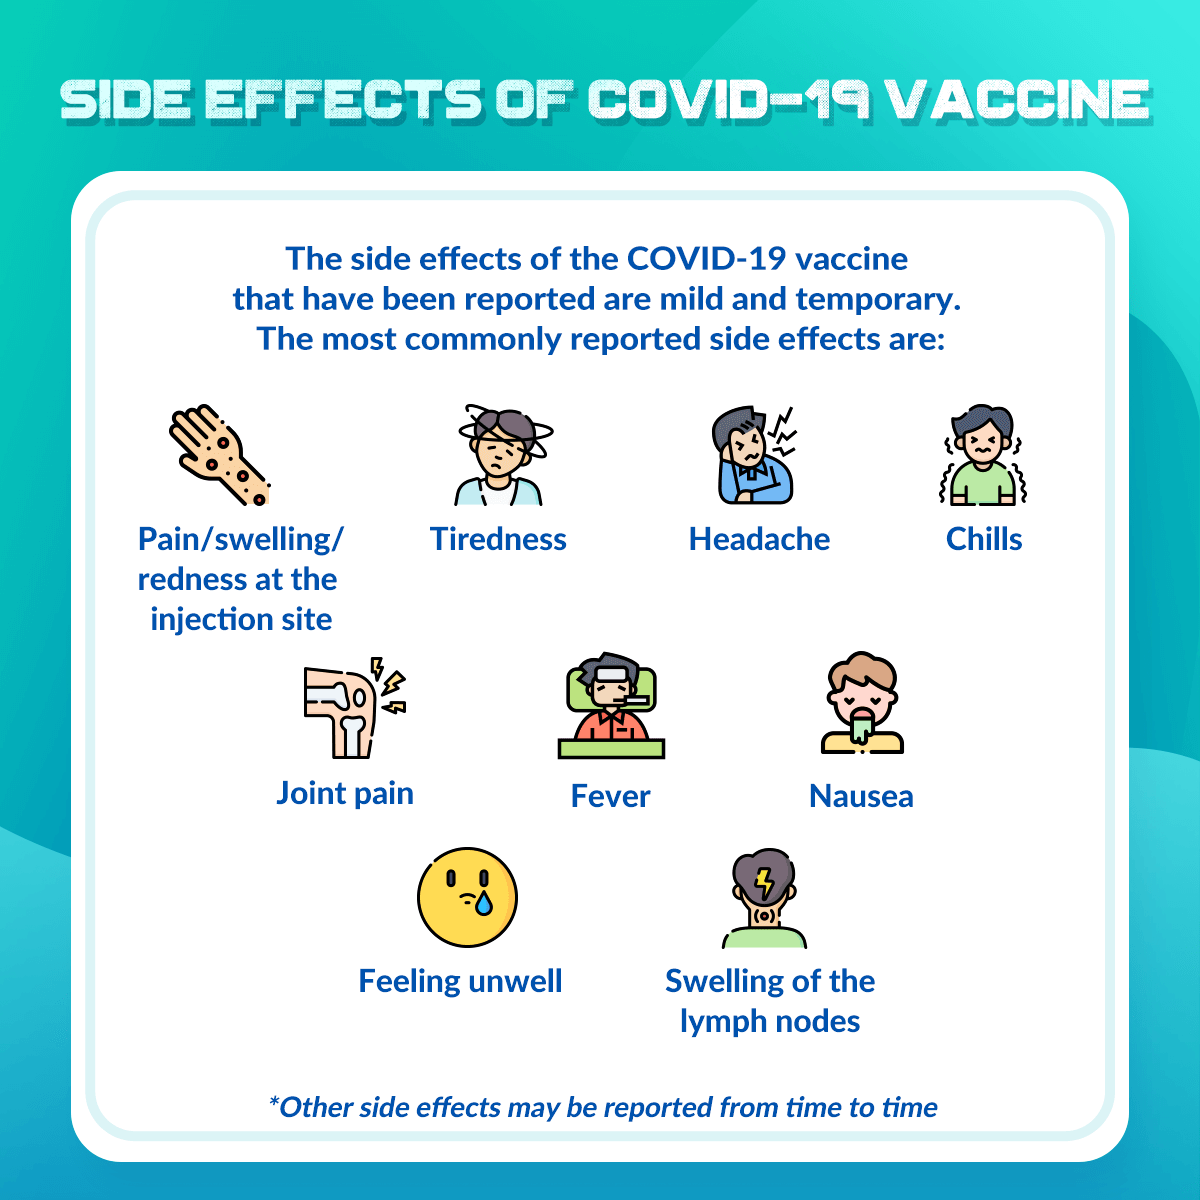 SIDE EFFECTS OF COVID-19 VACCINE
The side effects of the COVID-19 vaccine
that have been reported are mild and temporary.
The most commonly reported side effects are:
Pain/swelling/
redness at the
injection site
Tiredness
Headache
Chills
Joint pain
Fever
Nausea
Feeling unwell
Swelling of the
lymph nodes
*Other side effects may be reported from time to time